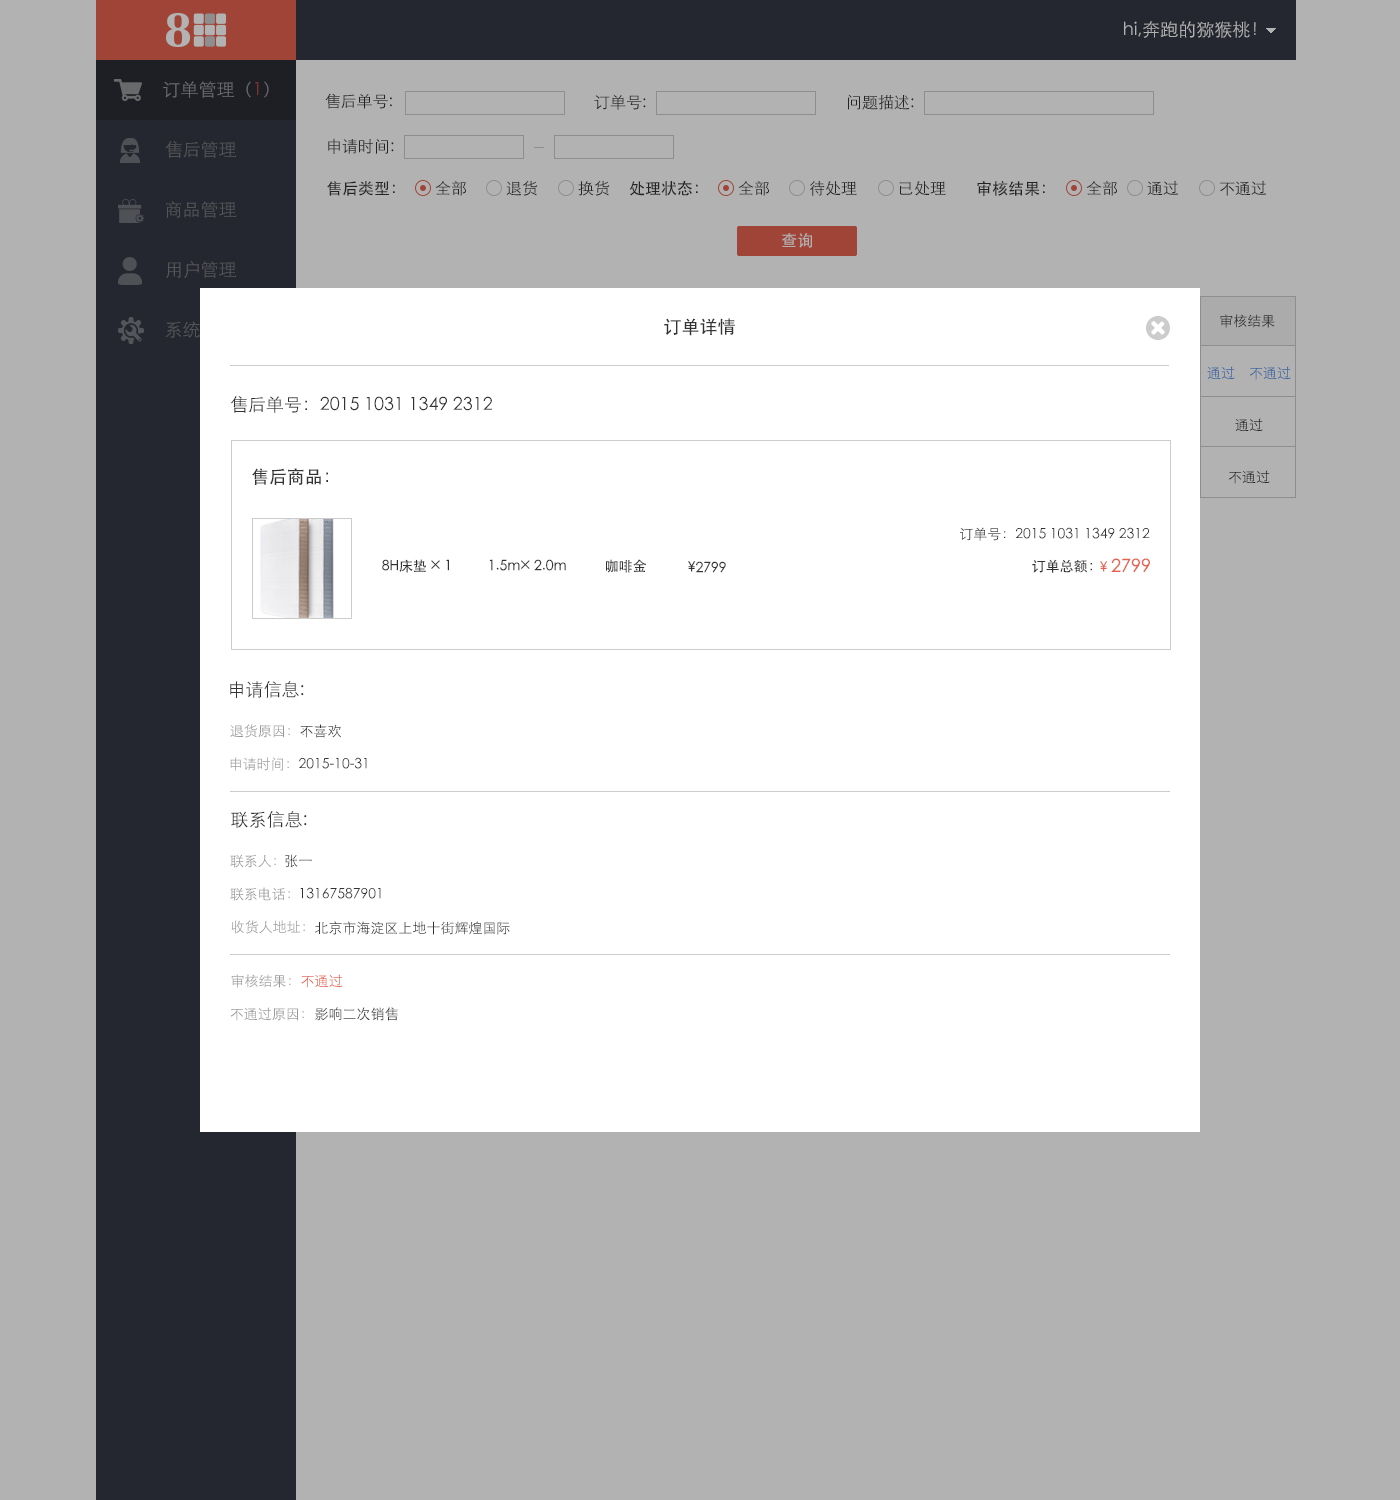 8
hi,奔跑的猕猴桃!
订单管理（1）
售后管理
商品管理
用户管理
系统
售后单号:
订单号:
问题描述:
申请时间: —
售后类型: 全部 退货 换货 处理状态: 全部 待处理 已处理 审核结果: 全部 通过 不通过
查询
审核结果
通过 不通过
通过
不通过
订单详情
售后单号: 2015 1031 1349 2312
售后商品:
订单号: 2015 1031 1349 2312
8H床垫 × 1 1.5m× 2.0m 咖啡金 ¥2799
订单总额: ¥ 2799
申请信息:
退货原因: 不喜欢
申请时间: 2015-10-31
联系信息:
联系人: 张一
联系电话: 13167587901
收货人地址: 北京市海淀区上地十街辉煌国际
审核结果: 不通过
不通过原因: 影响二次销售